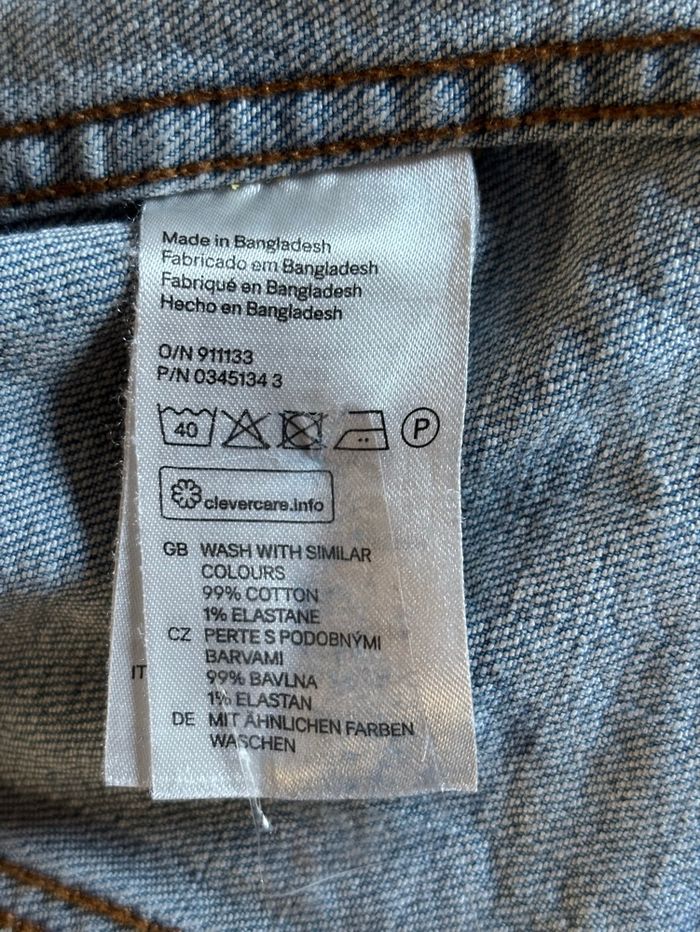 Made in Bangladesh
Fabricado em Bangladesh
Fabriqué en Bangladesh
Hecho en Bangladesh
O/N 911133
P/N 0345134 3
40
P
clevercare.info
GB WASH WITH SIMILAR
COLOURS
99% COTTON
1% ELASTANE
CZ PERTE S PODOBNÝMI
BARVAMI
99% BAVLNA
1% ELASTAN
DE MIT ÄHNLICHEN FARBEN
WASCHEN
IT